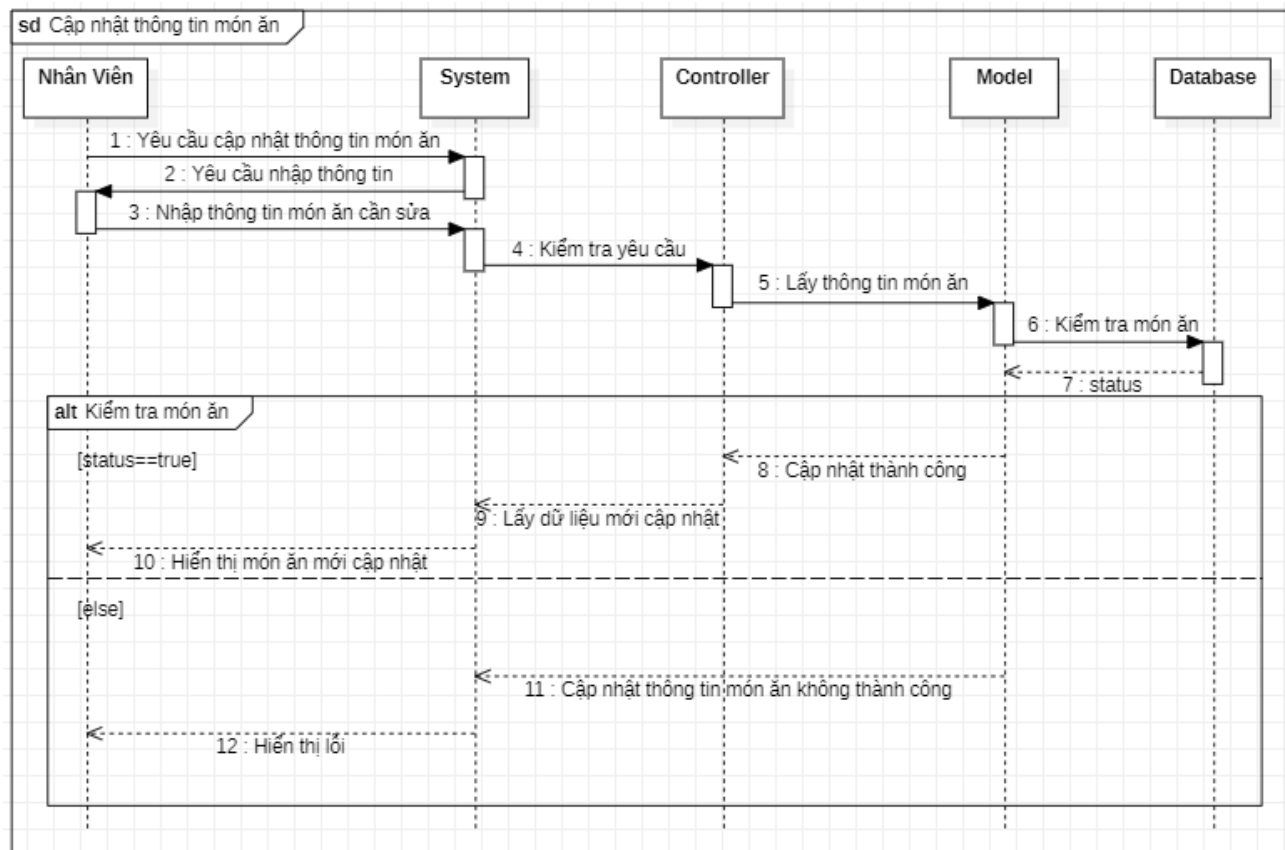 sd Cập nhật thông tin món ăn
Nhân Viên
System
Controller
Model
Database
1 : Yêu cầu cập nhật thông tin món ăn
2 : Yêu cầu nhập thông tin
3 : Nhập thông tin món ăn cần sửa
4 : Kiểm tra yêu cầu
5 : Lấy thông tin món ăn
6 : Kiểm tra món ăn
7 : status
alt Kiểm tra món ăn
[status==true]
8 : Cập nhật thành công
9 : Lấy dữ liệu mới cập nhật
10 : Hiển thị món ăn mới cập nhật
[else]
11 : Cập nhật thông tin món ăn không thành công
12 : Hiển thị lỗi